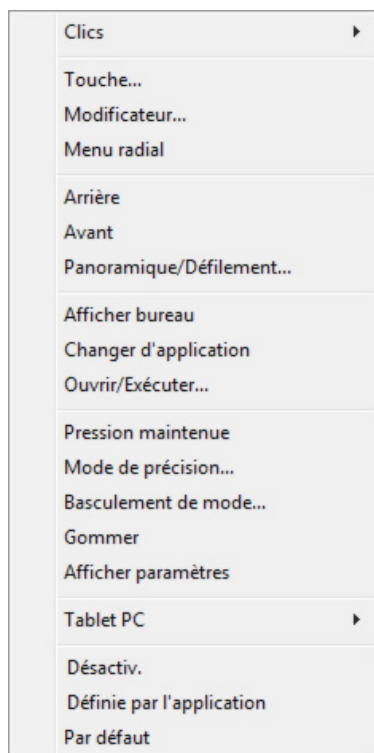 Clics
Touche...
Modificateur...
Menu radial
Arrière
Avant
Panoramique/Défilement...
Afficher bureau
Changer d'application
Ouvrir/Exécuter...
Pression maintenue
Mode de précision...
Basculement de mode...
Gommer
Afficher paramètres
Tablet PC
Désactiv.
Définie par l'application
Par défaut